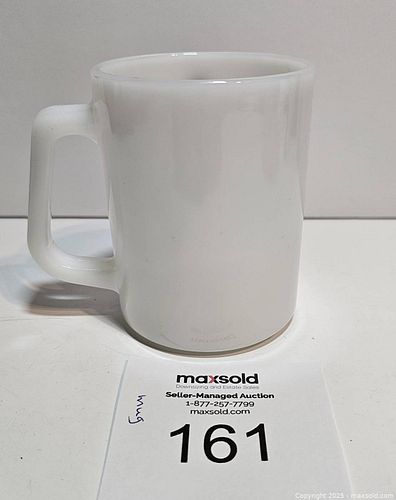 maxsold
Downsizing and Estate Sales
Seller-Managed Auction
1-877-257-7799
maxsold.com
mug
161
Copyright 2025 - maxsold.com